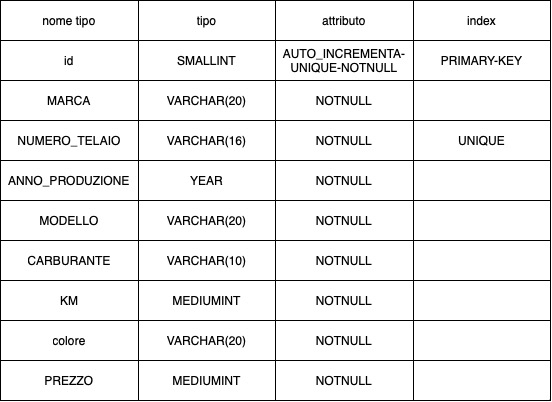 nome tipo tipo attributo index
id SMALLINT AUTO_INCREMENTA-
UNIQUE-NOTNULL PRIMARY-KEY
MARCA VARCHAR(20) NOTNULL
NUMERO_TELAIO VARCHAR(16) NOTNULL UNIQUE
ANNO_PRODUZIONE YEAR NOTNULL
MODELLO VARCHAR(20) NOTNULL
CARBURANTE VARCHAR(10) NOTNULL
KM MEDIUMINT NOTNULL
colore VARCHAR(20) NOTNULL
PREZZO MEDIUMINT NOTNULL